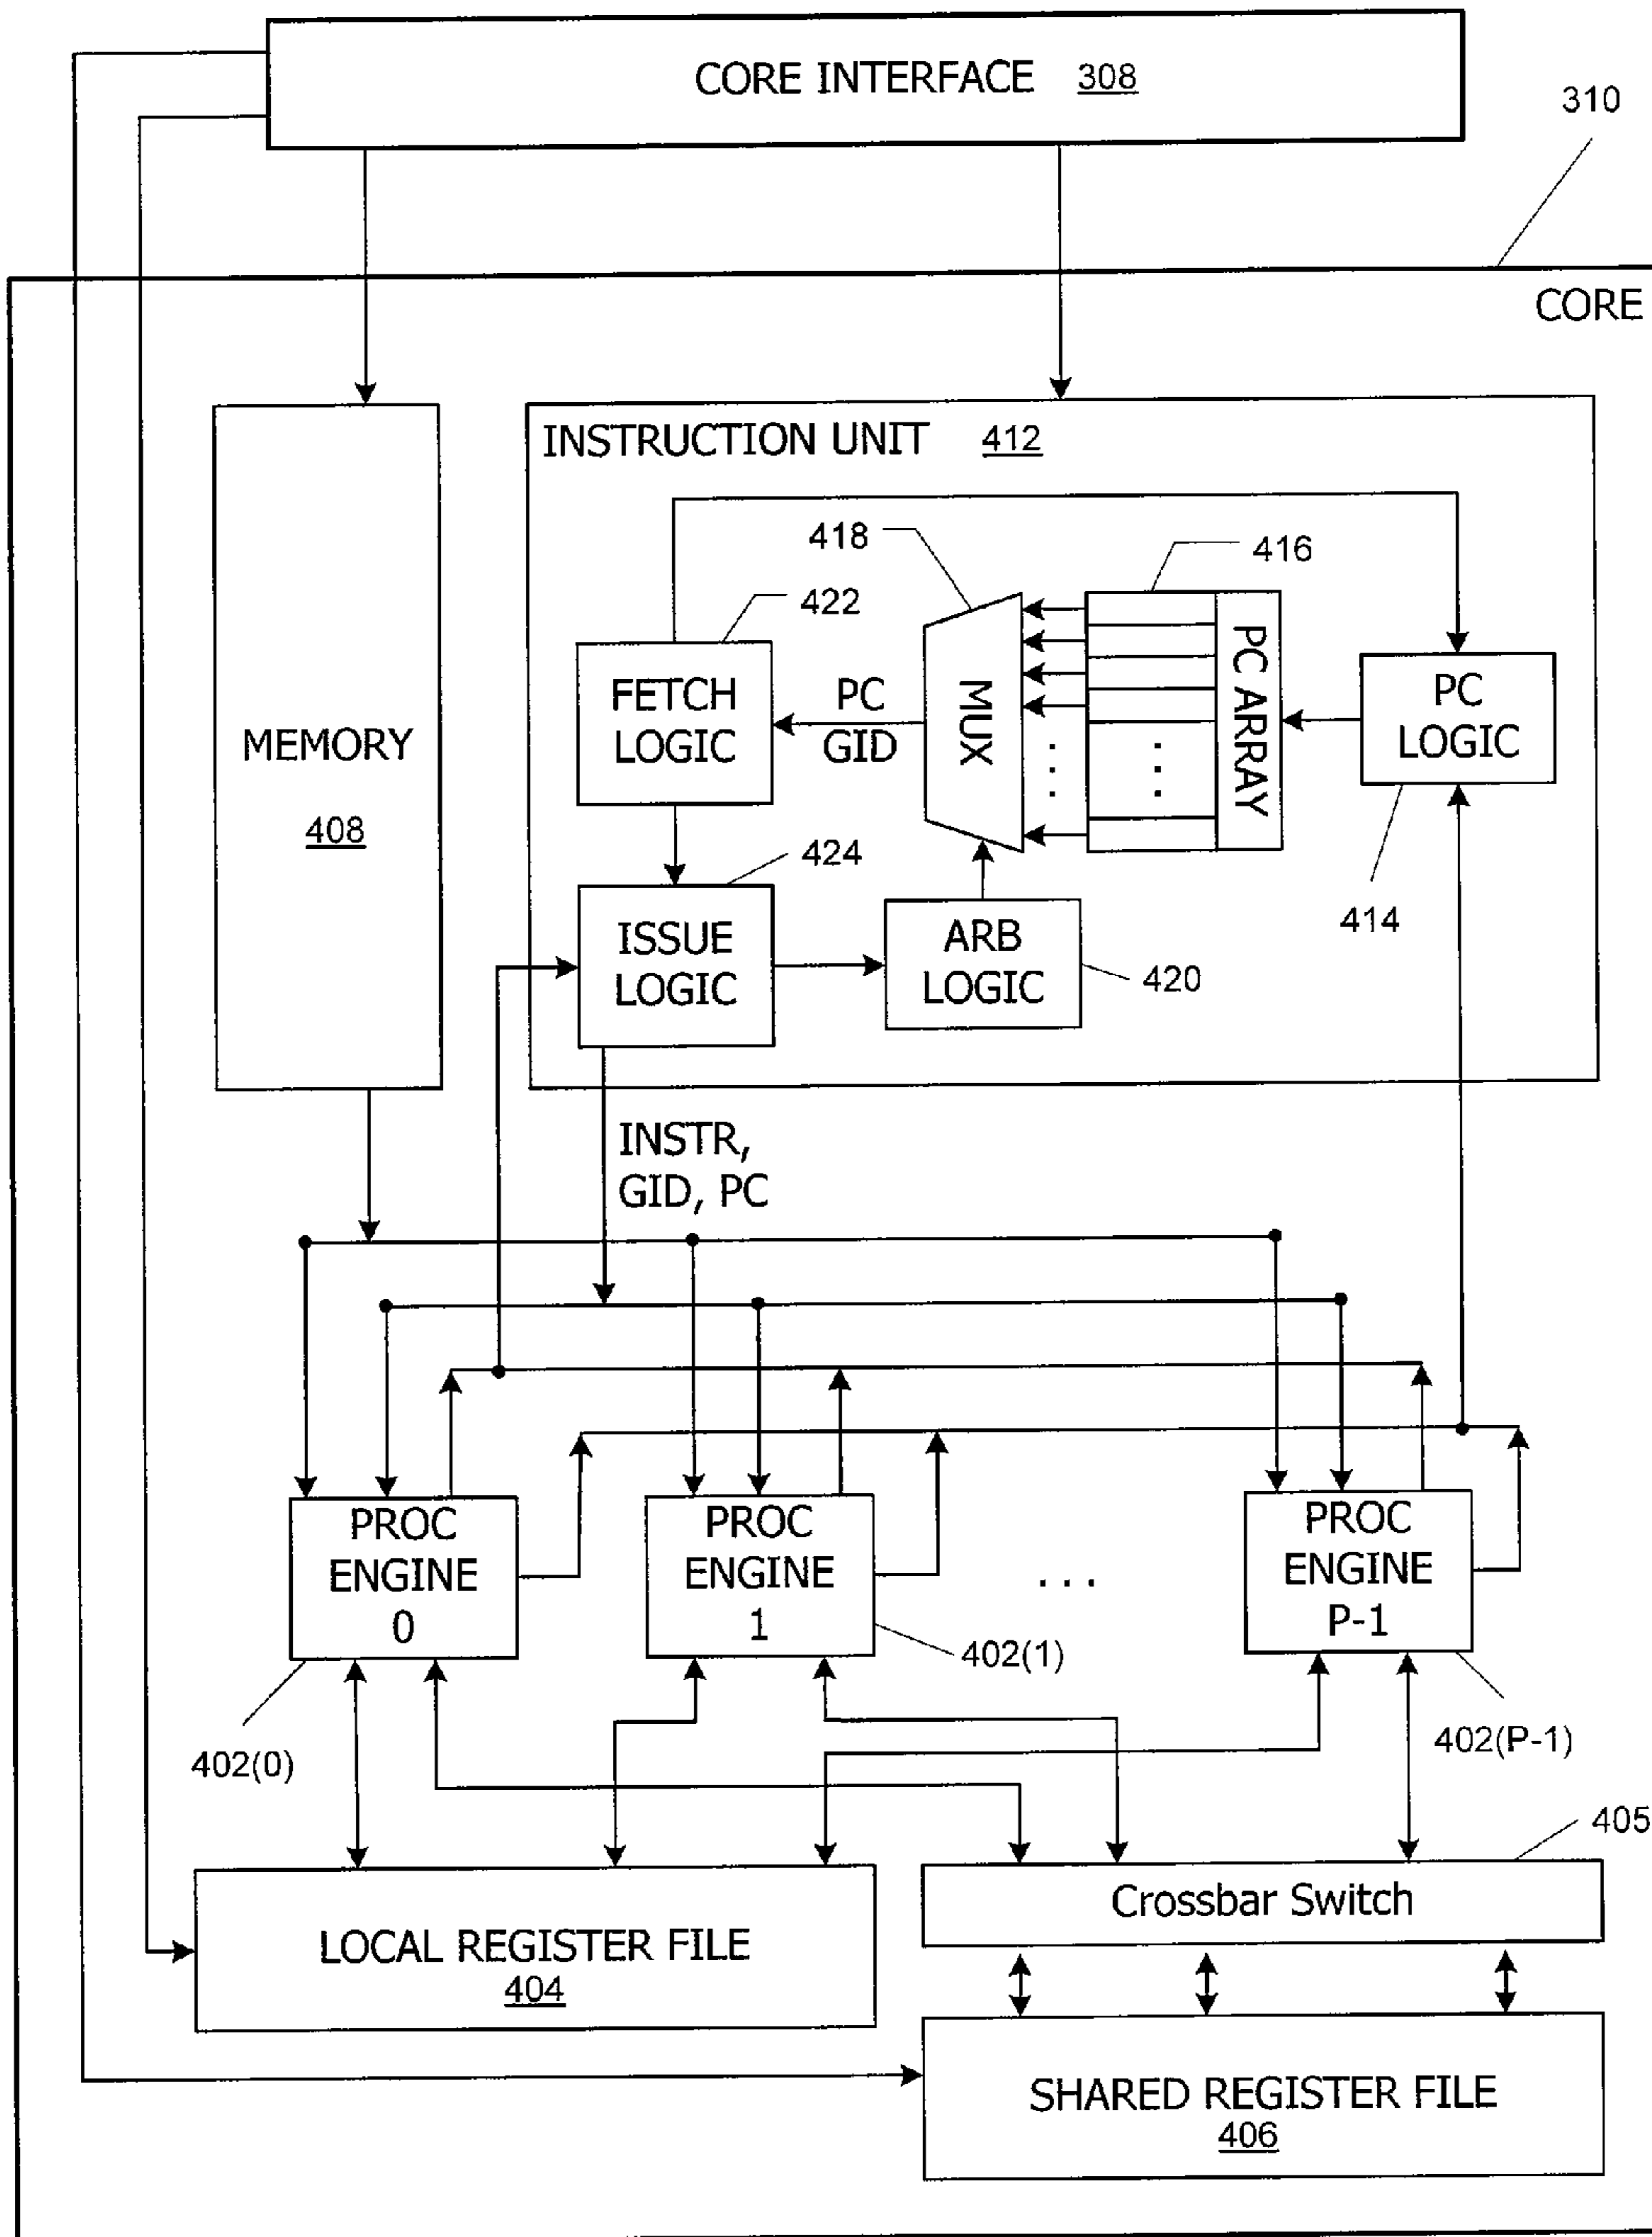 CORE INTERFACE 308
310
CORE
INSTRUCTION UNIT 412
418
416
422
FETCH
LOGIC
PC
GID
MUX
PC ARRAY
PC
LOGIC
MEMORY
408
424
414
ISSUE
LOGIC
ARB
LOGIC
420
INSTR,
GID, PC
PROC
ENGINE
0
PROC
ENGINE
1
...
PROC
ENGINE
P-1
402(1)
402(0)
402(P-1)
405
Crossbar Switch
LOCAL REGISTER FILE
404
SHARED REGISTER FILE
406